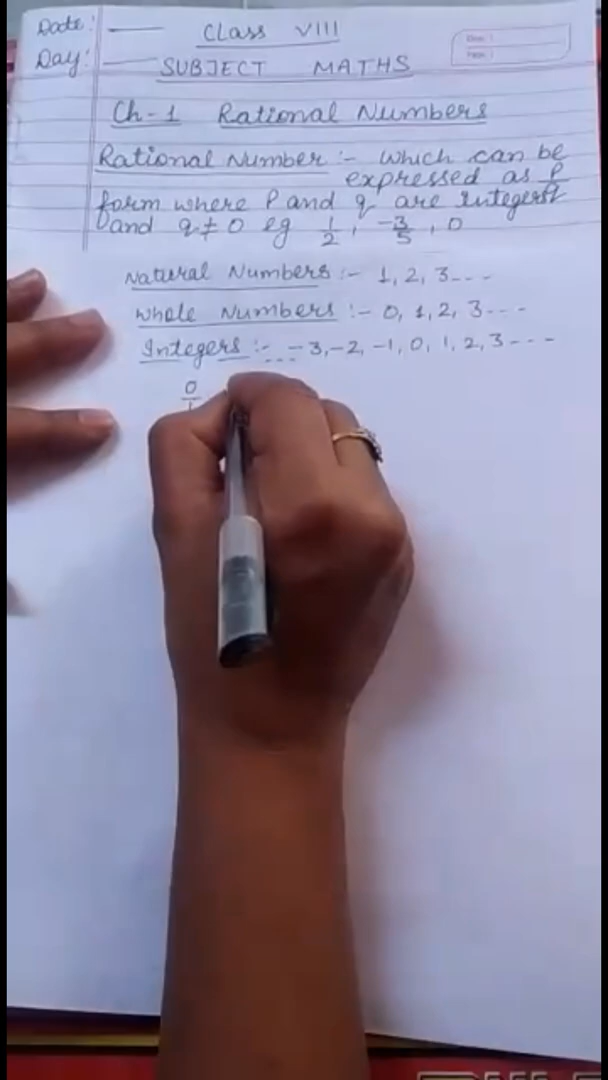 Date:
Class VIII
Day:
SUBJECT MATHS
Ch-1 Rational Numbers
Rational Number :- Which can be
expressed as P
form where P and q are integers
and q ≠ 0 eg 1/2, -3/5, 0
Natural Numbers :- 1, 2, 3---
Whole Numbers :- 0, 1, 2, 3---
Integers :- --- -3, -2, -1, 0, 1, 2, 3---
0